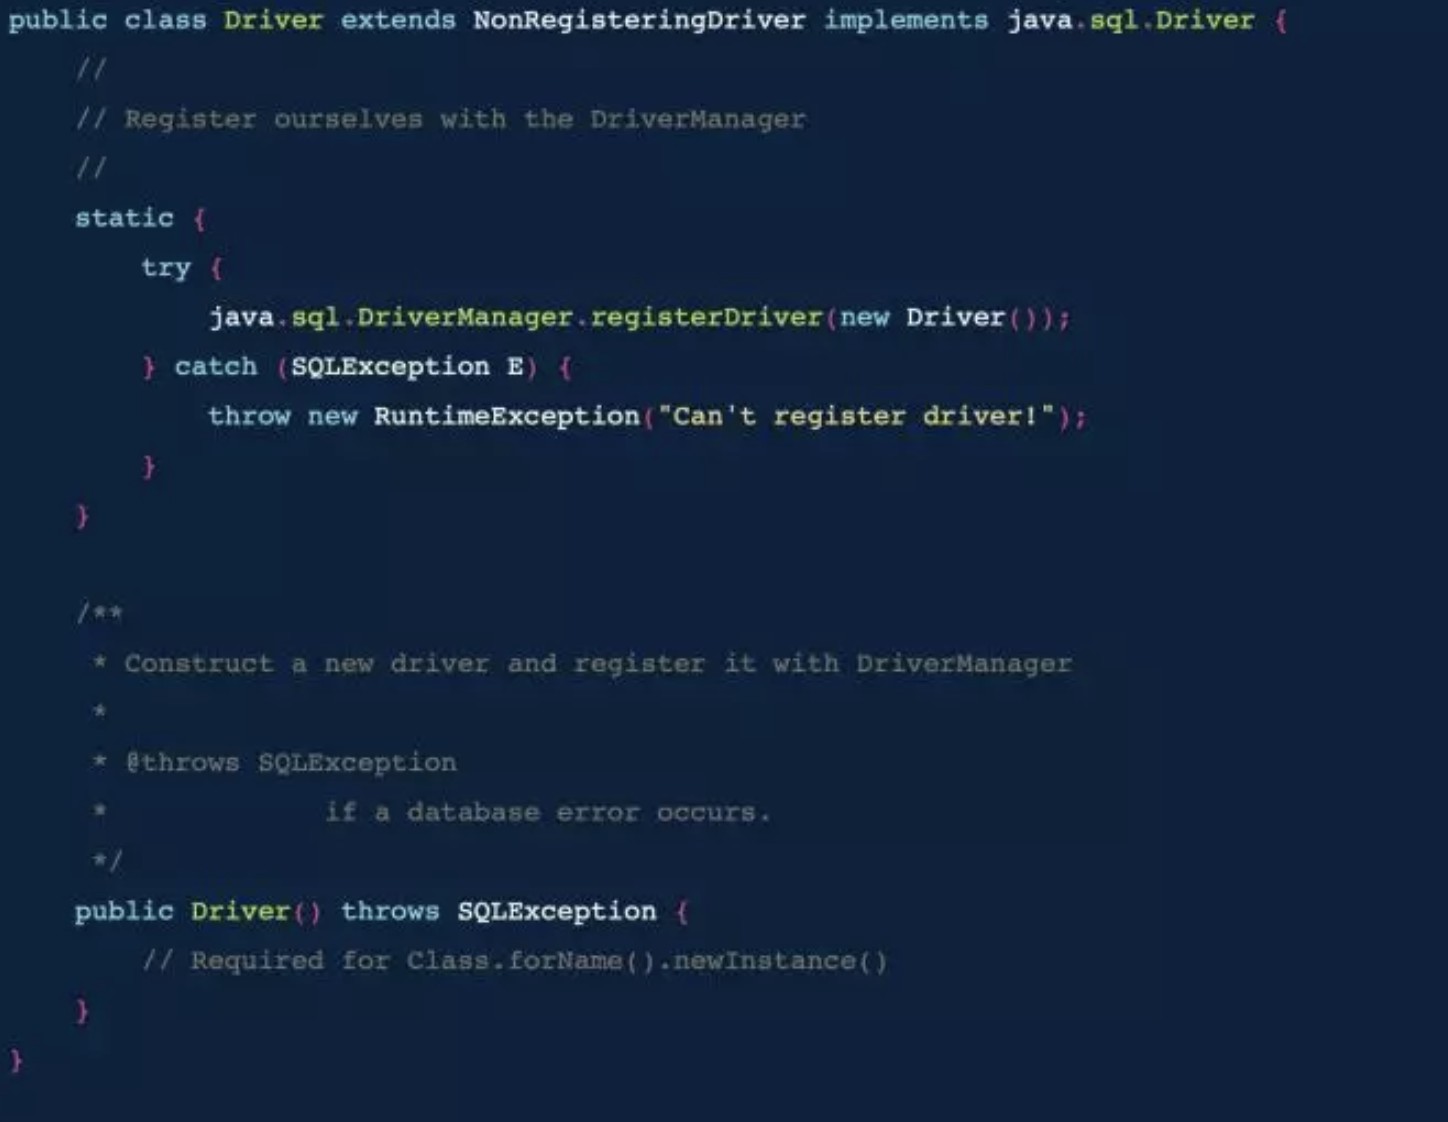 public class Driver extends NonRegisteringDriver implements java.sql.Driver {
    //
    // Register ourselves with the DriverManager
    //
    static {
        try {
            java.sql.DriverManager.registerDriver(new Driver());
        } catch (SQLException E) {
            throw new RuntimeException("Can't register driver!");
        }
    }

    /**
     * Construct a new driver and register it with DriverManager
     *
     * @throws SQLException
     *             if a database error occurs.
     */
    public Driver() throws SQLException {
        // Required for Class.forName().newInstance()
    }
}